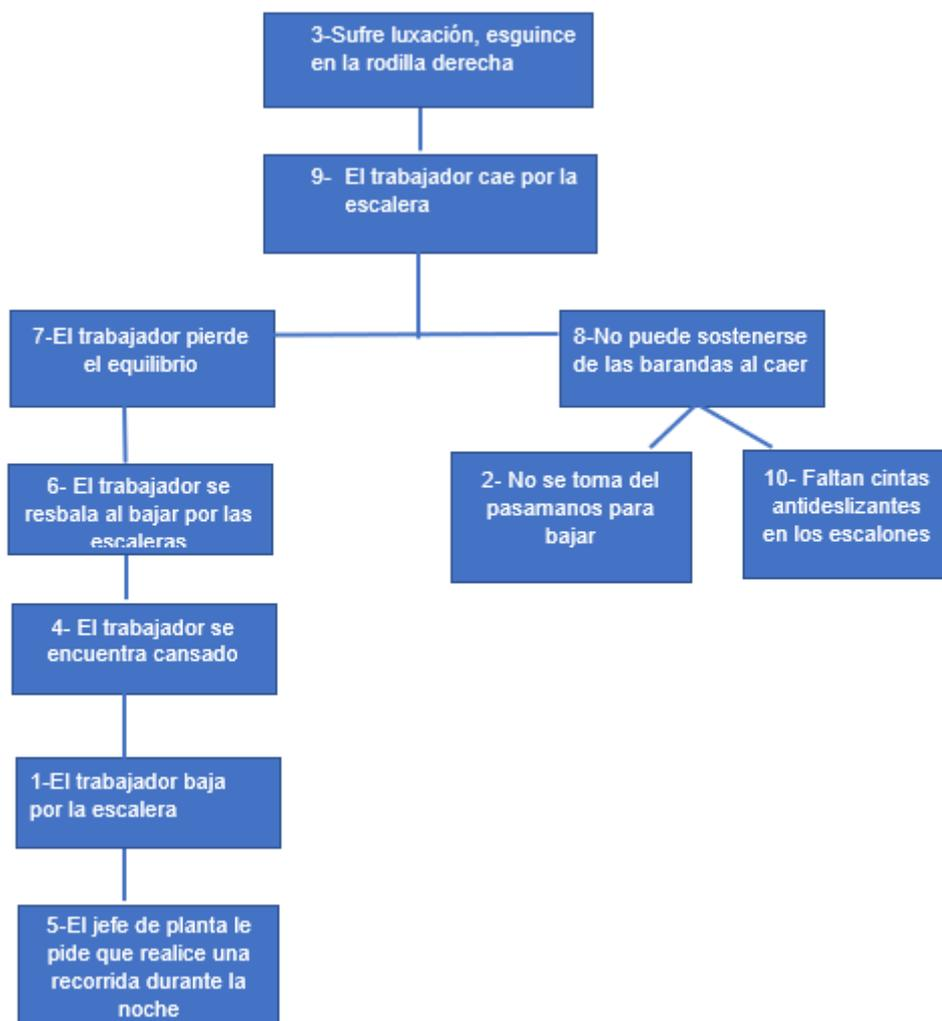 3-Sufre luxación, esguince
en la rodilla derecha
9- El trabajador cae por la
escalera
7-El trabajador pierde
el equilibrio
8-No puede sostenerse
de las barandas al caer
6- El trabajador se
resbala al bajar por las
escaleras
2- No se toma del
pasamanos para
bajar
10- Faltan cintas
antideslizantes
en los escalones
4- El trabajador se
encuentra cansado
1-El trabajador baja
por la escalera
5-El jefe de planta le
pide que realice una
recorrida durante la
noche